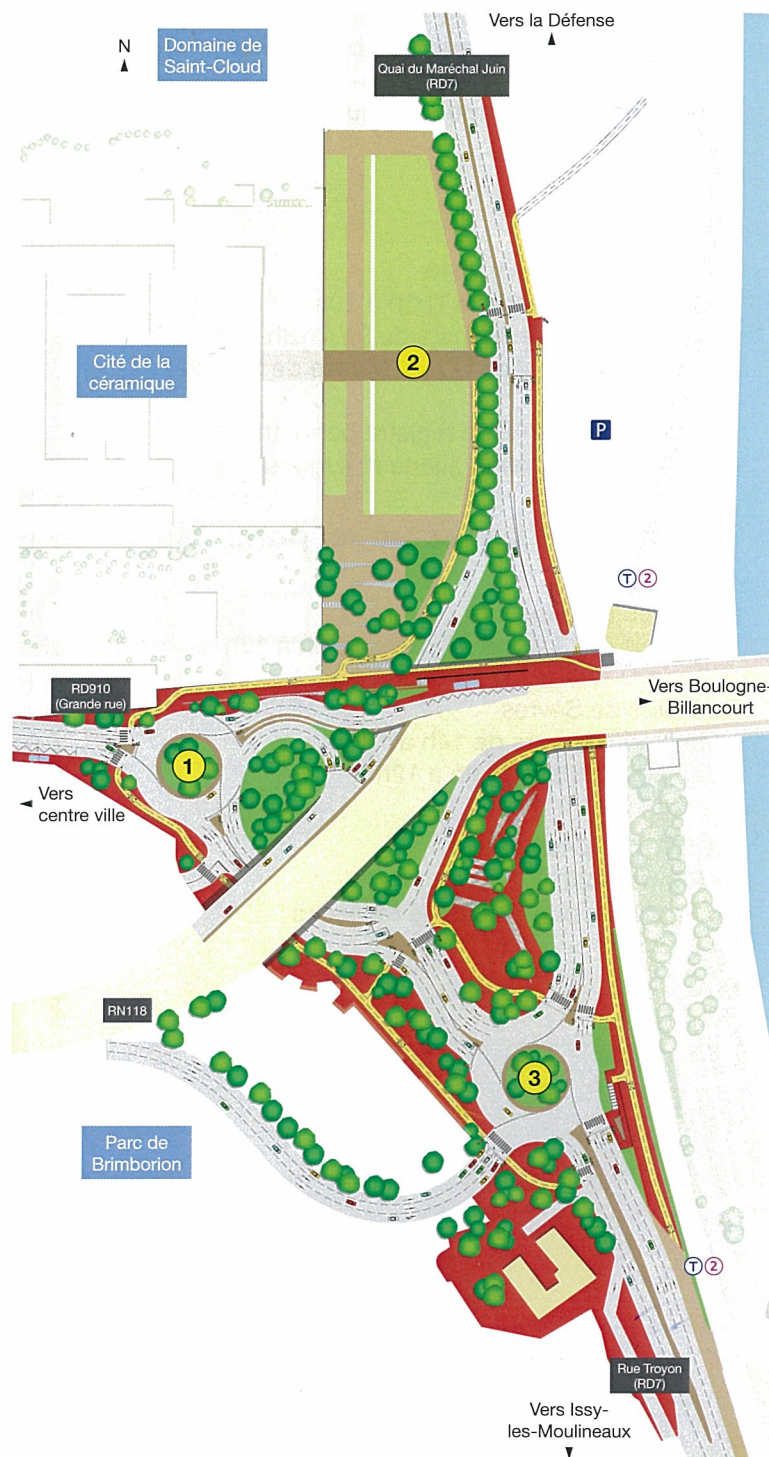 Vers la Défense
N
Domaine de
Saint-Cloud
Quai du Maréchal Juin
(RD7)
Cité de la
céramique
2
P
T 2
RD910
(Grande rue)
Vers Boulogne-
Billancourt
1
Vers
centre ville
RN118
3
Parc de
Brimborion
T 2
Rue Troyon
(RD7)
Vers Issy-
les-Moulineaux